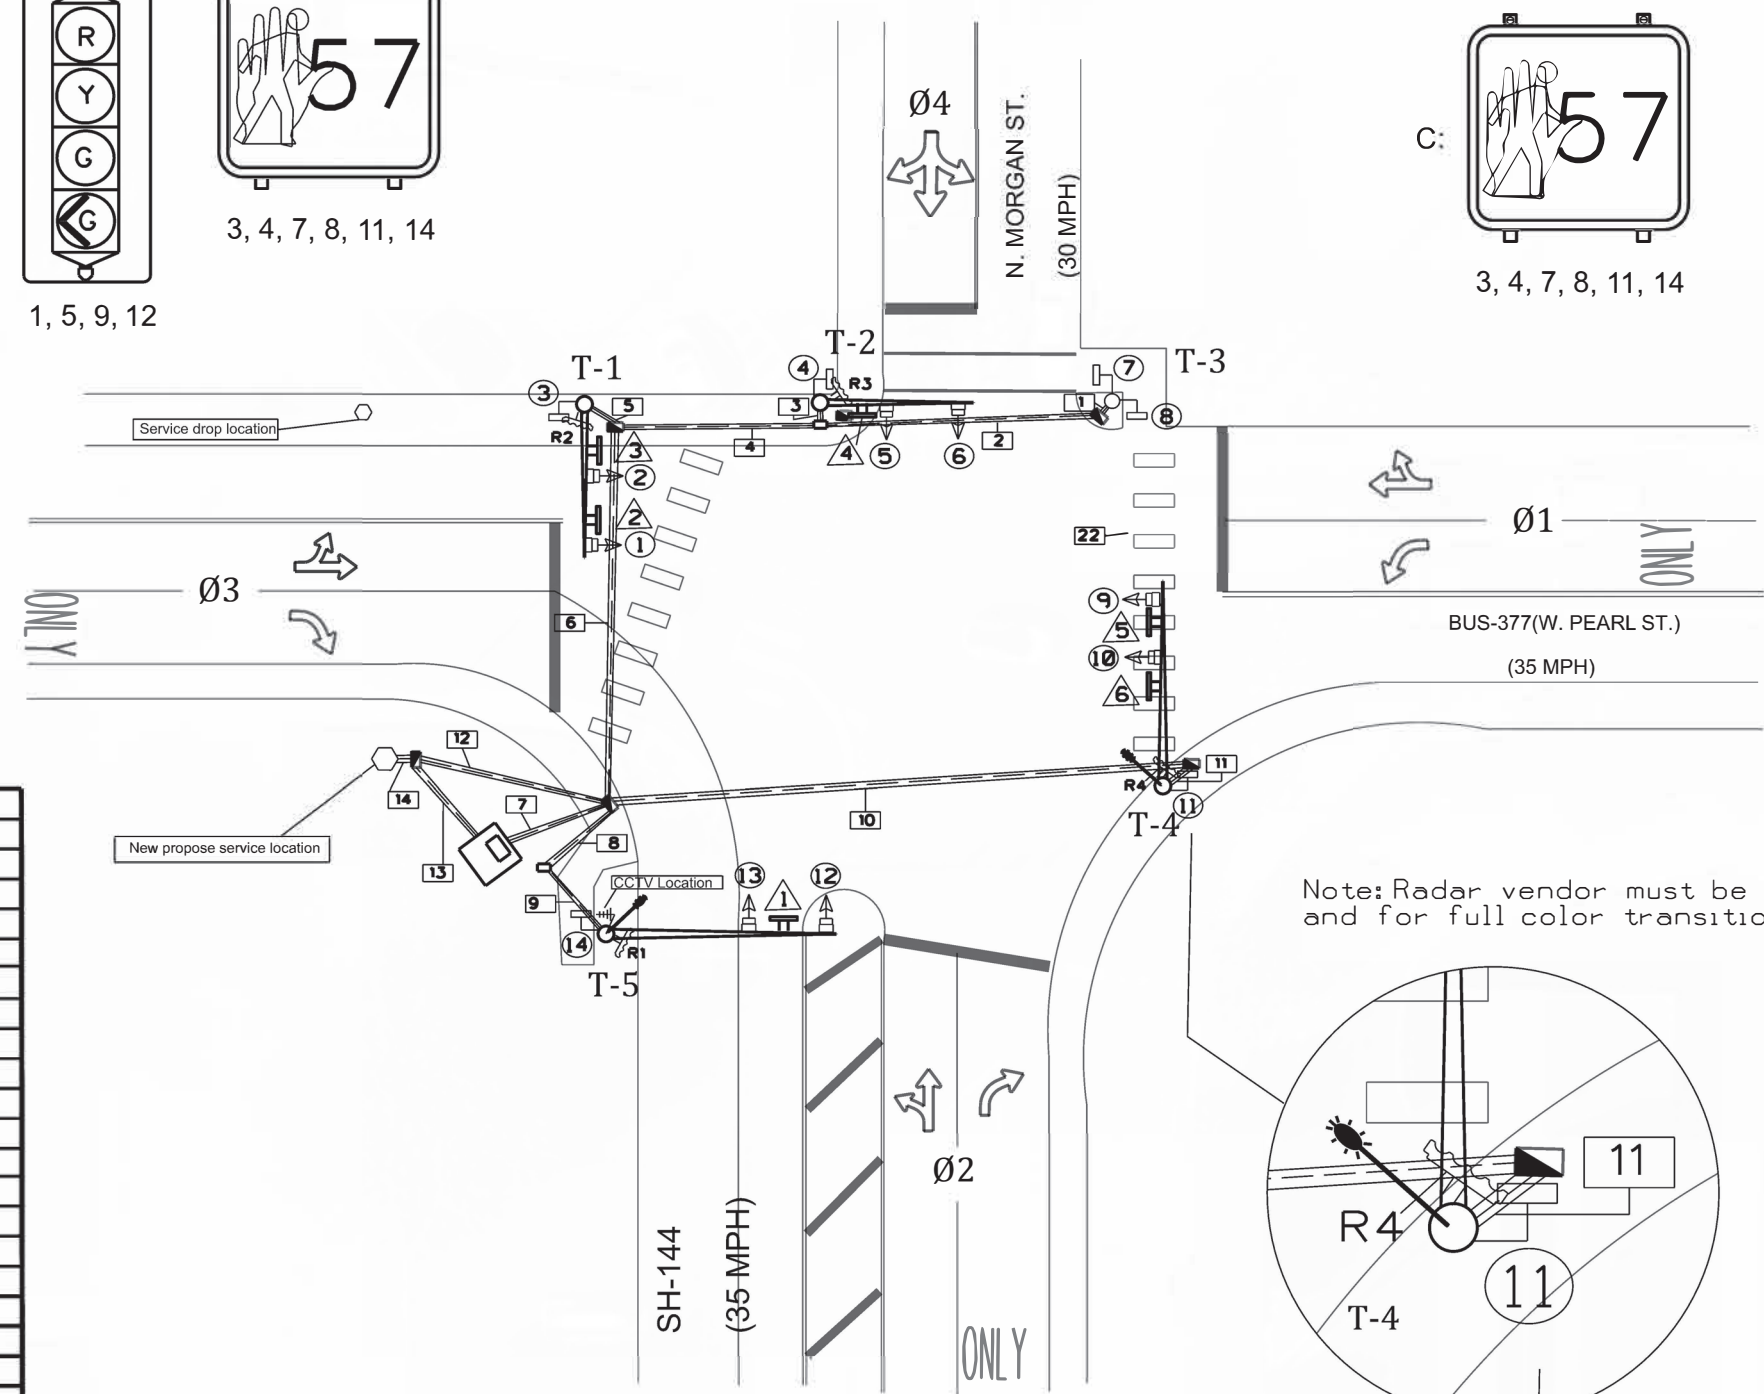 R
Y
G
G
1, 5, 9, 12
57
3, 4, 7, 8, 11, 14
Ø4
N. MORGAN ST.
(30 MPH)
C:
57
3, 4, 7, 8, 11, 14
T-1
T-2
T-3
3
5
R2
4
R3
3
1
7
8
Service drop location
3
2
2
1
4
4
5
6
2
22
Ø1
ONLY
BUS-377(W. PEARL ST.)
(35 MPH)
Ø3
ONLY
6
9
5
10
6
12
14
7
13
8
New propose service location
10
R4
11
11
T-4
9
CCTV Location
14
R1
T-5
13
1
12
Note: Radar vendor must be
and for full color transitio
Ø2
SH-144
(35 MPH)
ONLY
11
R4
11
T-4